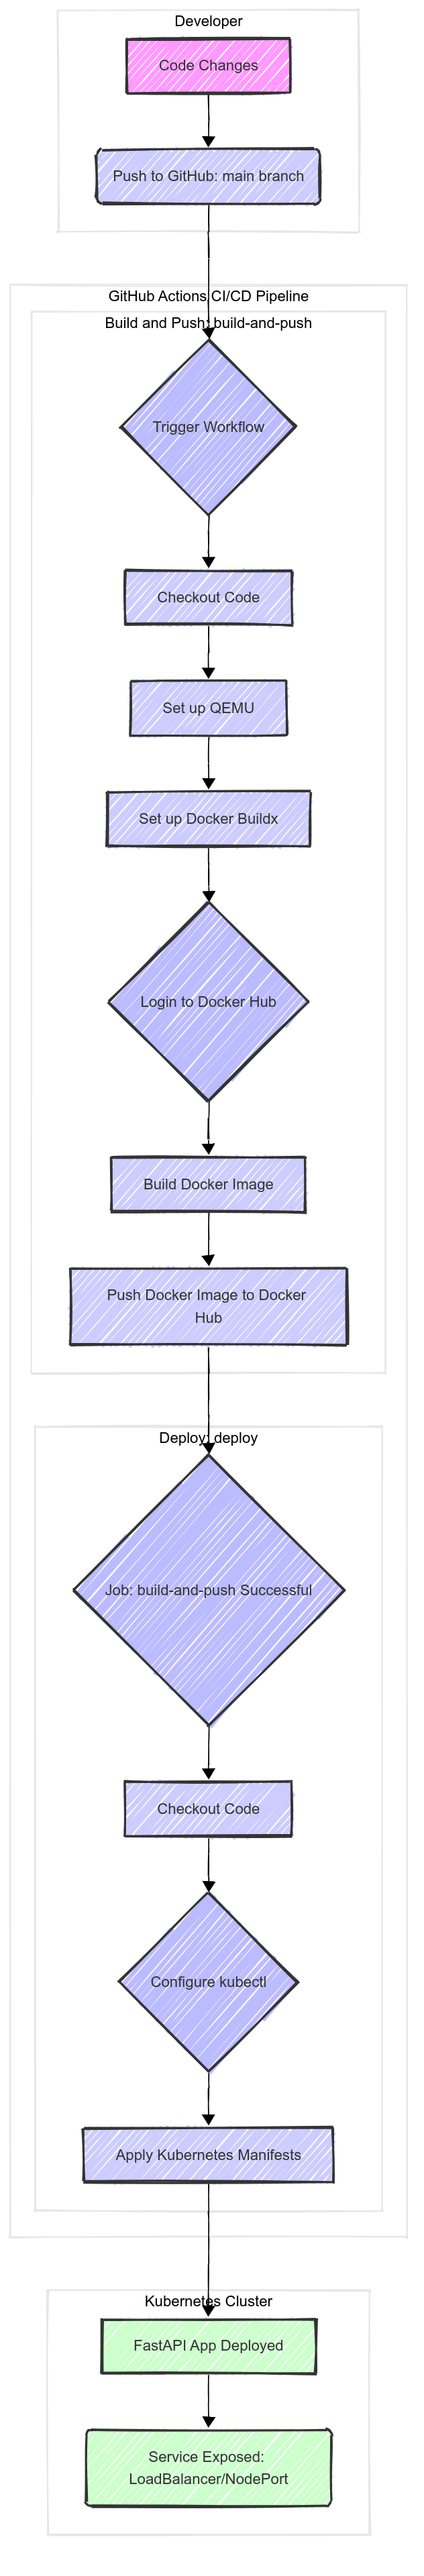 Developer
Code Changes
Push to GitHub: main branch
GitHub Actions CI/CD Pipeline
Build and Push: build-and-push
Trigger Workflow
Checkout Code
Set up QEMU
Set up Docker Buildx
Login to Docker Hub
Build Docker Image
Push Docker Image to Docker
Hub
Deploy: deploy
Job: build-and-push Successful
Checkout Code
Configure kubectl
Apply Kubernetes Manifests
Kubernetes Cluster
FastAPI App Deployed
Service Exposed:
LoadBalancer/NodePort